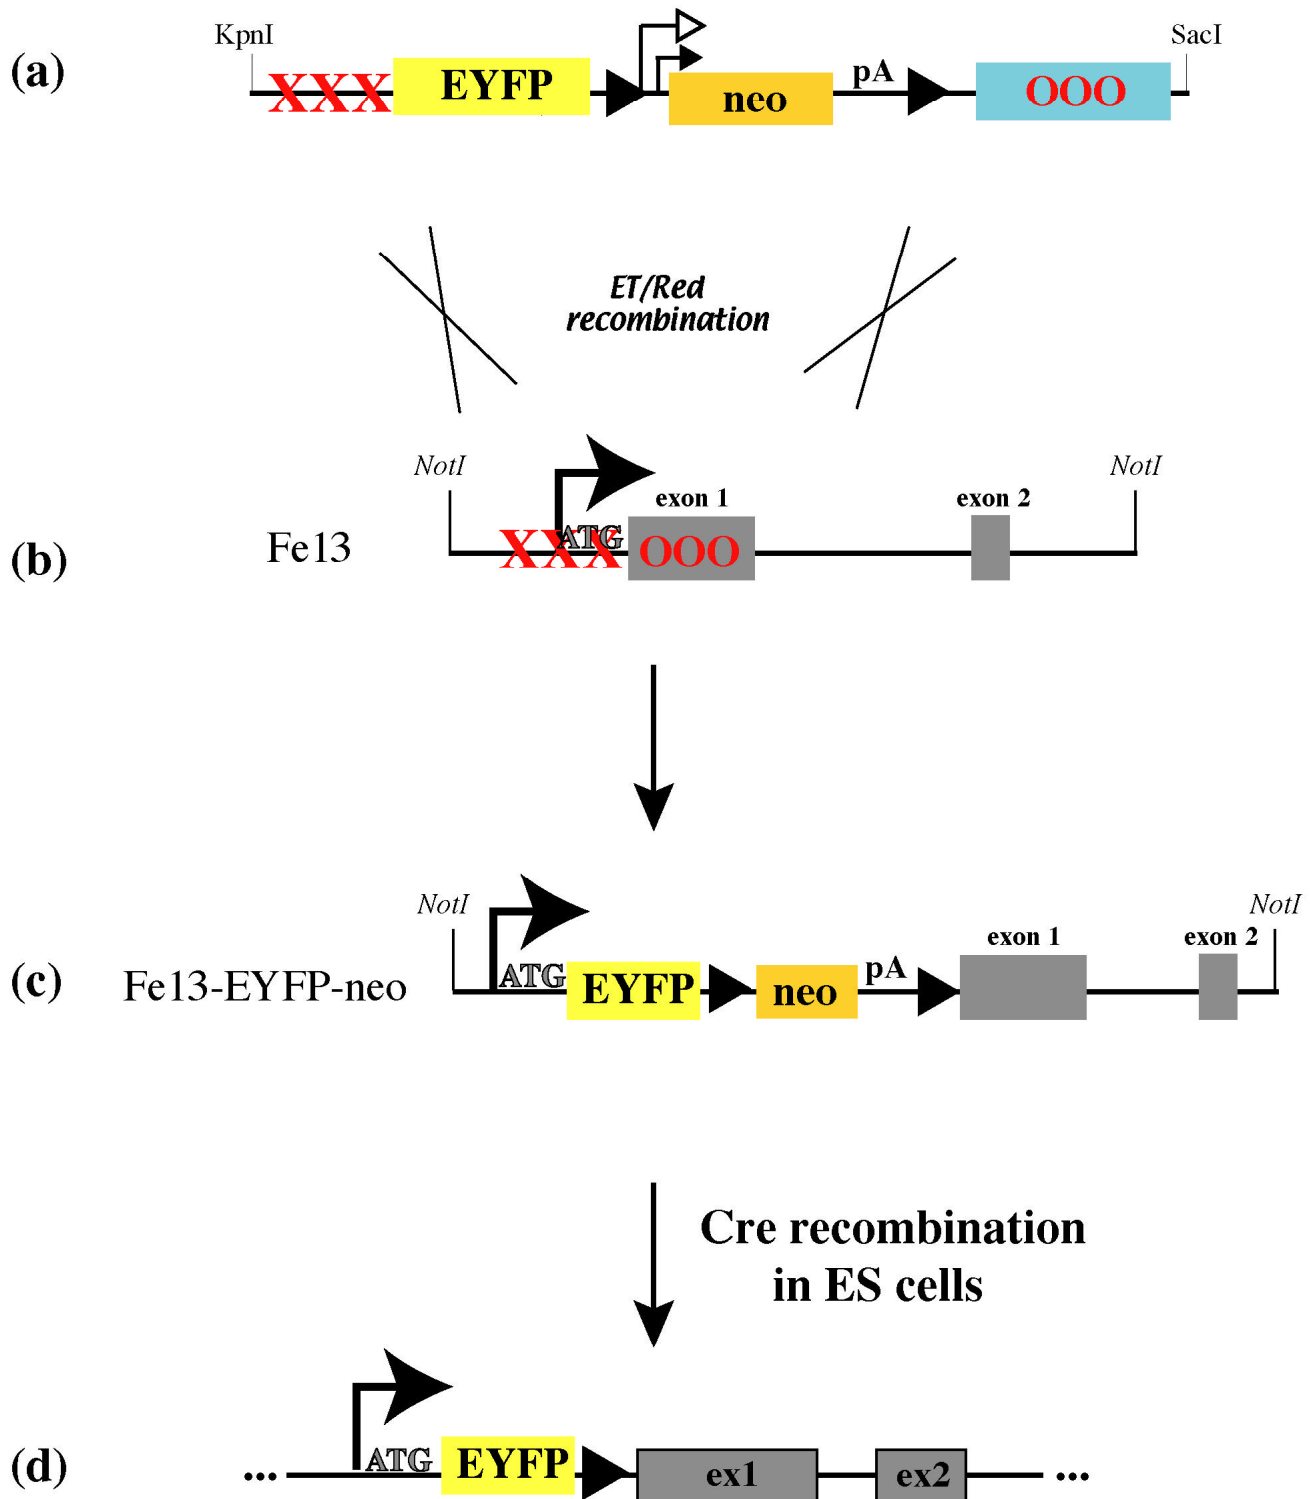 (a)
KpnI
SacI
XXX
EYFP
neo
pA
OOO
ET/Red
recombination
(b)
Fe13
NotI
NotI
XXX
ATG
exon 1
OOO
exon 2
(c)
Fe13-EYFP-neo
NotI
NotI
ATG
EYFP
neo
pA
exon 1
exon 2
Cre recombination
in ES cells
(d)
...
ATG
EYFP
ex1
ex2
...